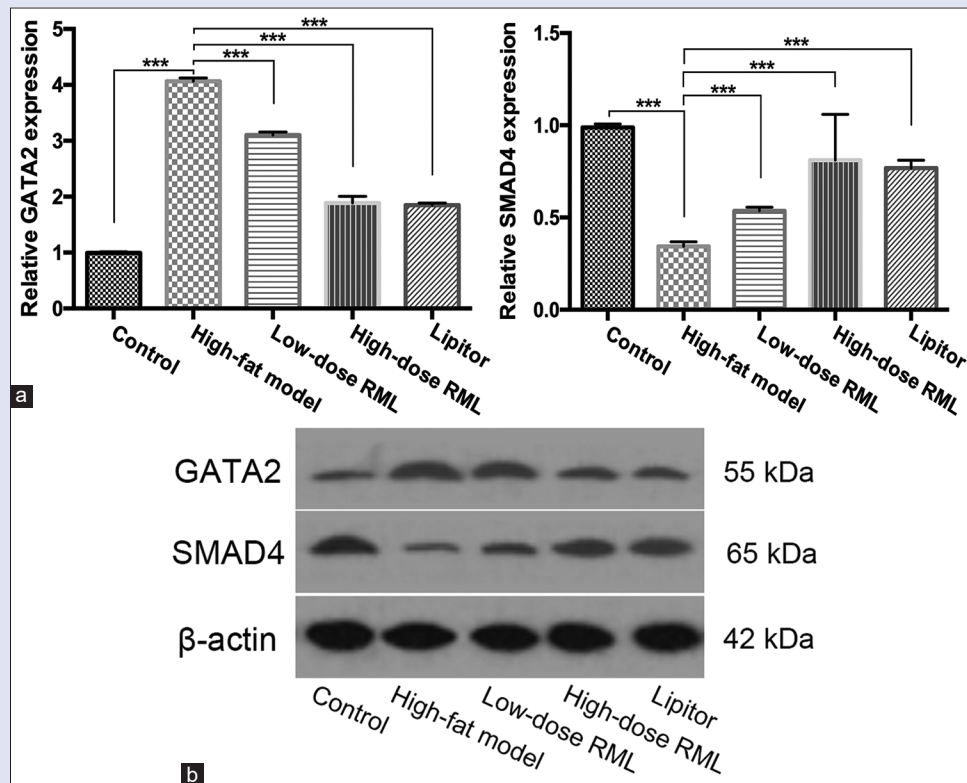 Relative GATA2 expression
5
4
3
2
1
0
***
***
***
***
Control
High-fat model
Low-dose RML
High-dose RML
Lipitor
Relative SMAD4 expression
1.5
1.0
0.5
0.0
***
***
***
***
Control
High-fat model
Low-dose RML
High-dose RML
Lipitor
a
GATA2 55 kDa
SMAD4 65 kDa
β-actin 42 kDa
Control
High-fat model
Low-dose RML
High-dose RML
Lipitor
b